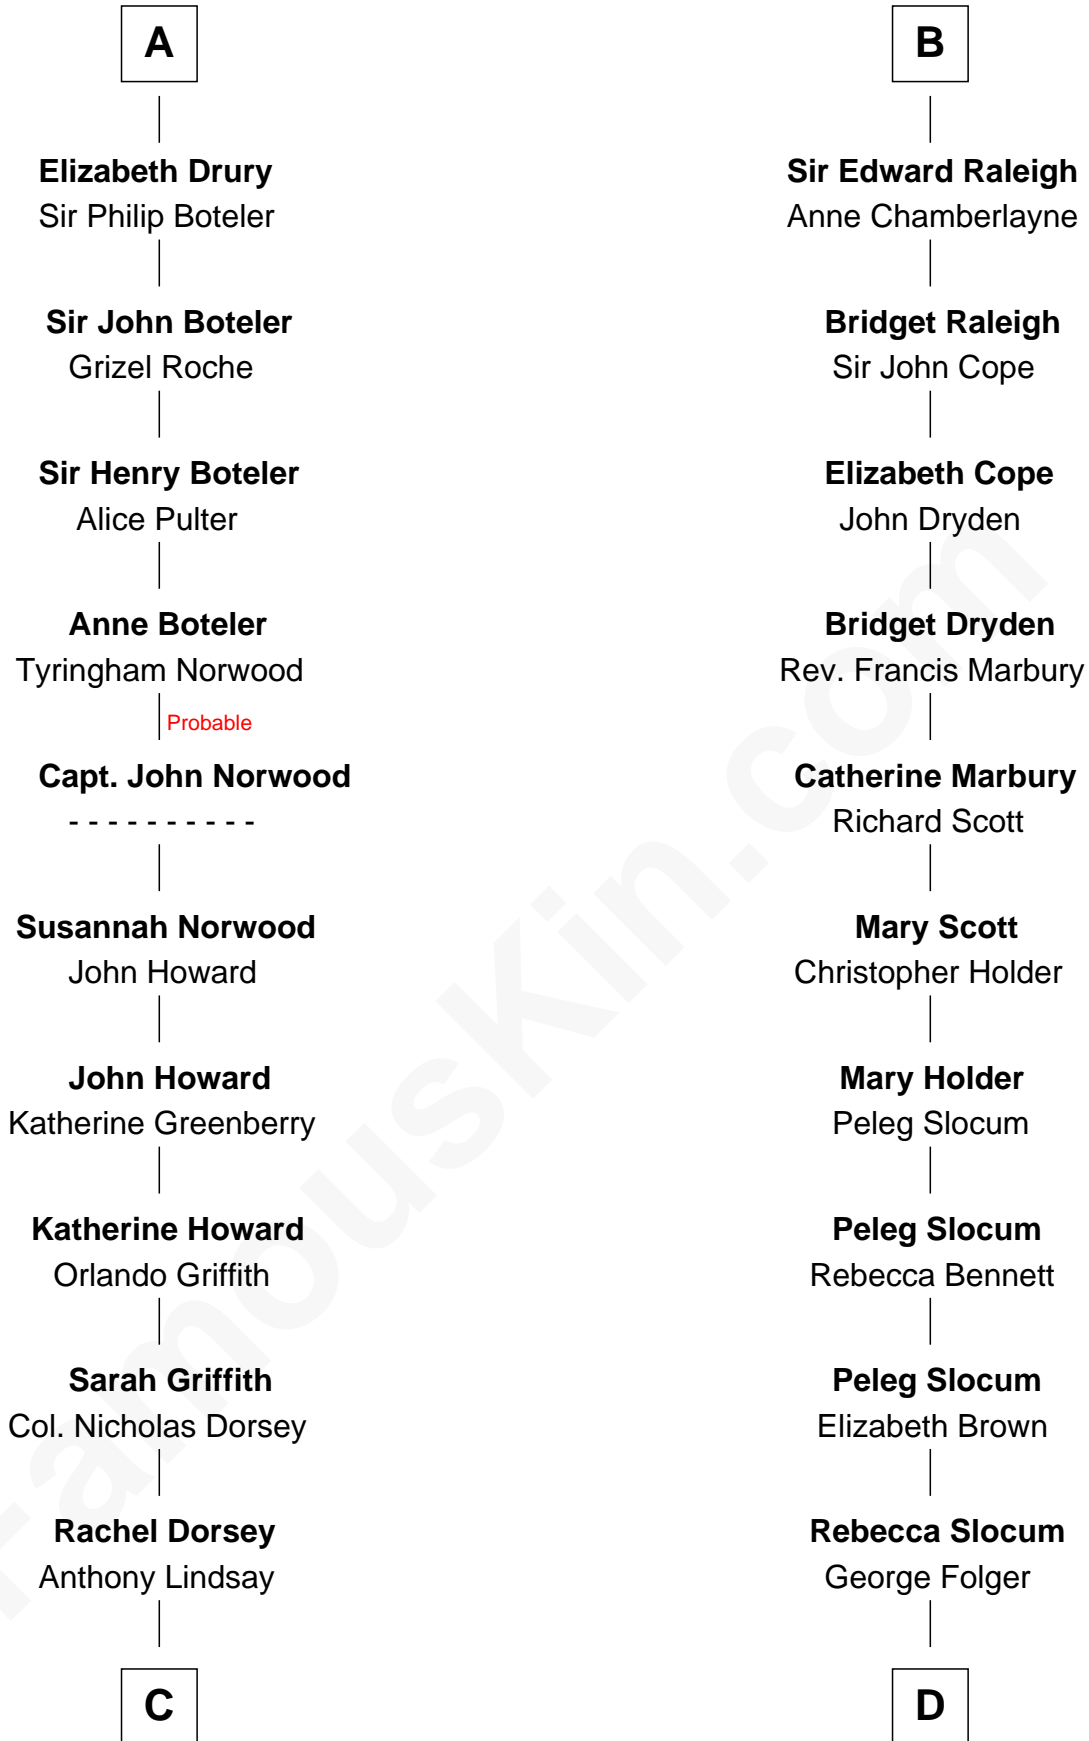 A
Elizabeth Drury
Sir Philip Boteler
Sir John Boteler
Grizel Roche
Sir Henry Boteler
Alice Pulter
Anne Boteler
Tyringham Norwood
Probable
Capt. John Norwood
- - - - - - - - - -
Susannah Norwood
John Howard
John Howard
Katherine Greenberry
Katherine Howard
Orlando Griffith
Sarah Griffith
Col. Nicholas Dorsey
Rachel Dorsey
Anthony Lindsay
C
B
Sir Edward Raleigh
Anne Chamberlayne
Bridget Raleigh
Sir John Cope
Elizabeth Cope
John Dryden
Bridget Dryden
Rev. Francis Marbury
Catherine Marbury
Richard Scott
Mary Scott
Christopher Holder
Mary Holder
Peleg Slocum
Peleg Slocum
Rebecca Bennett
Peleg Slocum
Elizabeth Brown
Rebecca Slocum
George Folger
D
FamousKin.com